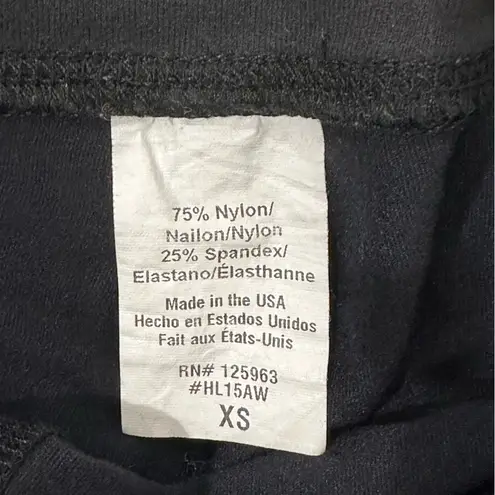 75% Nylon/
Nailon/Nylon
25% Spandex/
Elastano/Élasthanne
Made in the USA
Hecho en Estados Unidos
Fait aux États-Unis
RN# 125963
#HL15AW
XS